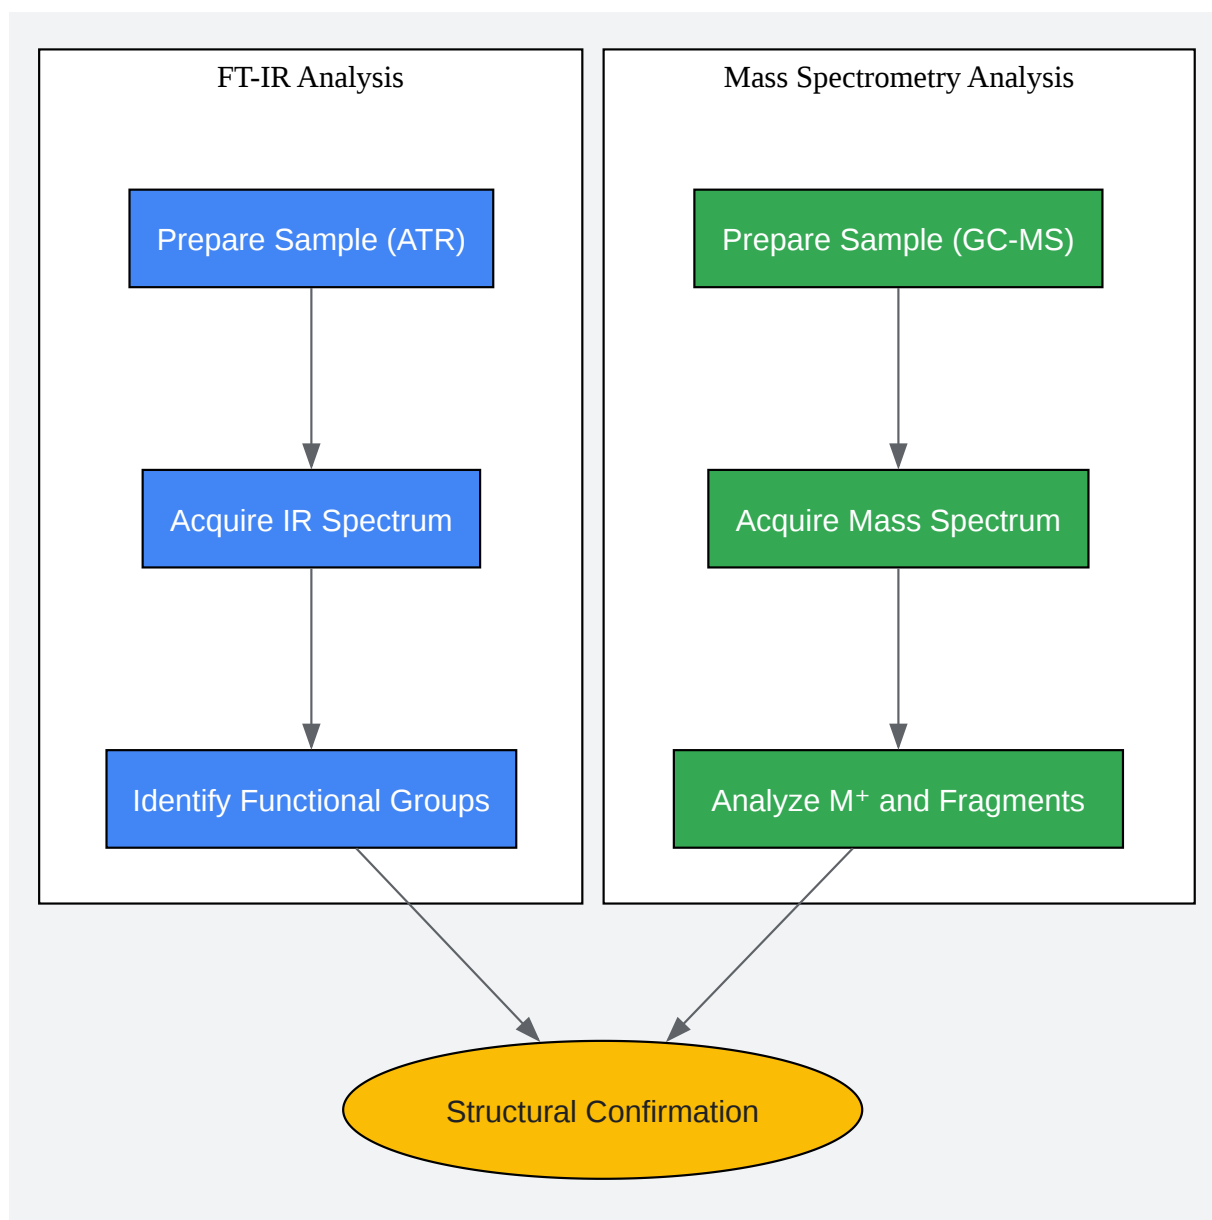 FT-IR Analysis
Prepare Sample (ATR)
Acquire IR Spectrum
Identify Functional Groups
Mass Spectrometry Analysis
Prepare Sample (GC-MS)
Acquire Mass Spectrum
Analyze M⁺ and Fragments
Structural Confirmation